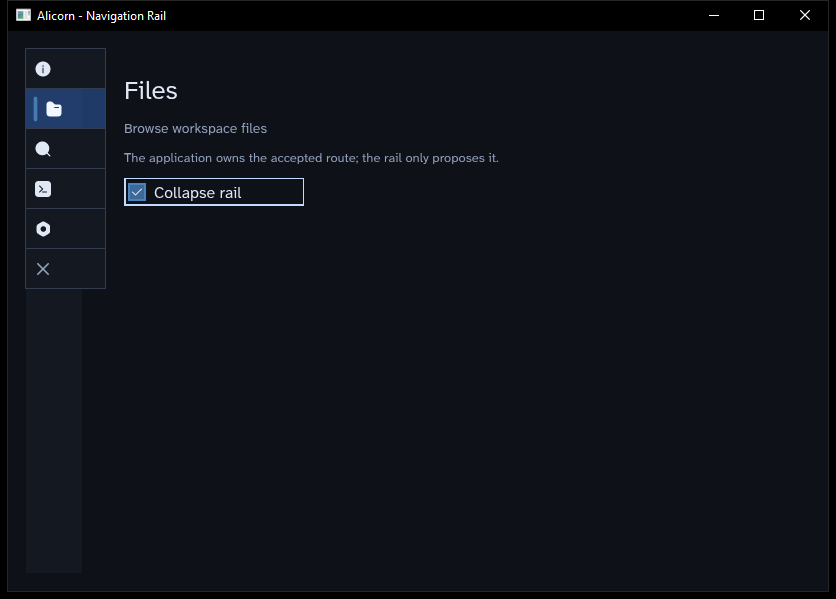 Alicorn - Navigation Rail
Files
Browse workspace files
The application owns the accepted route; the rail only proposes it.
Collapse rail